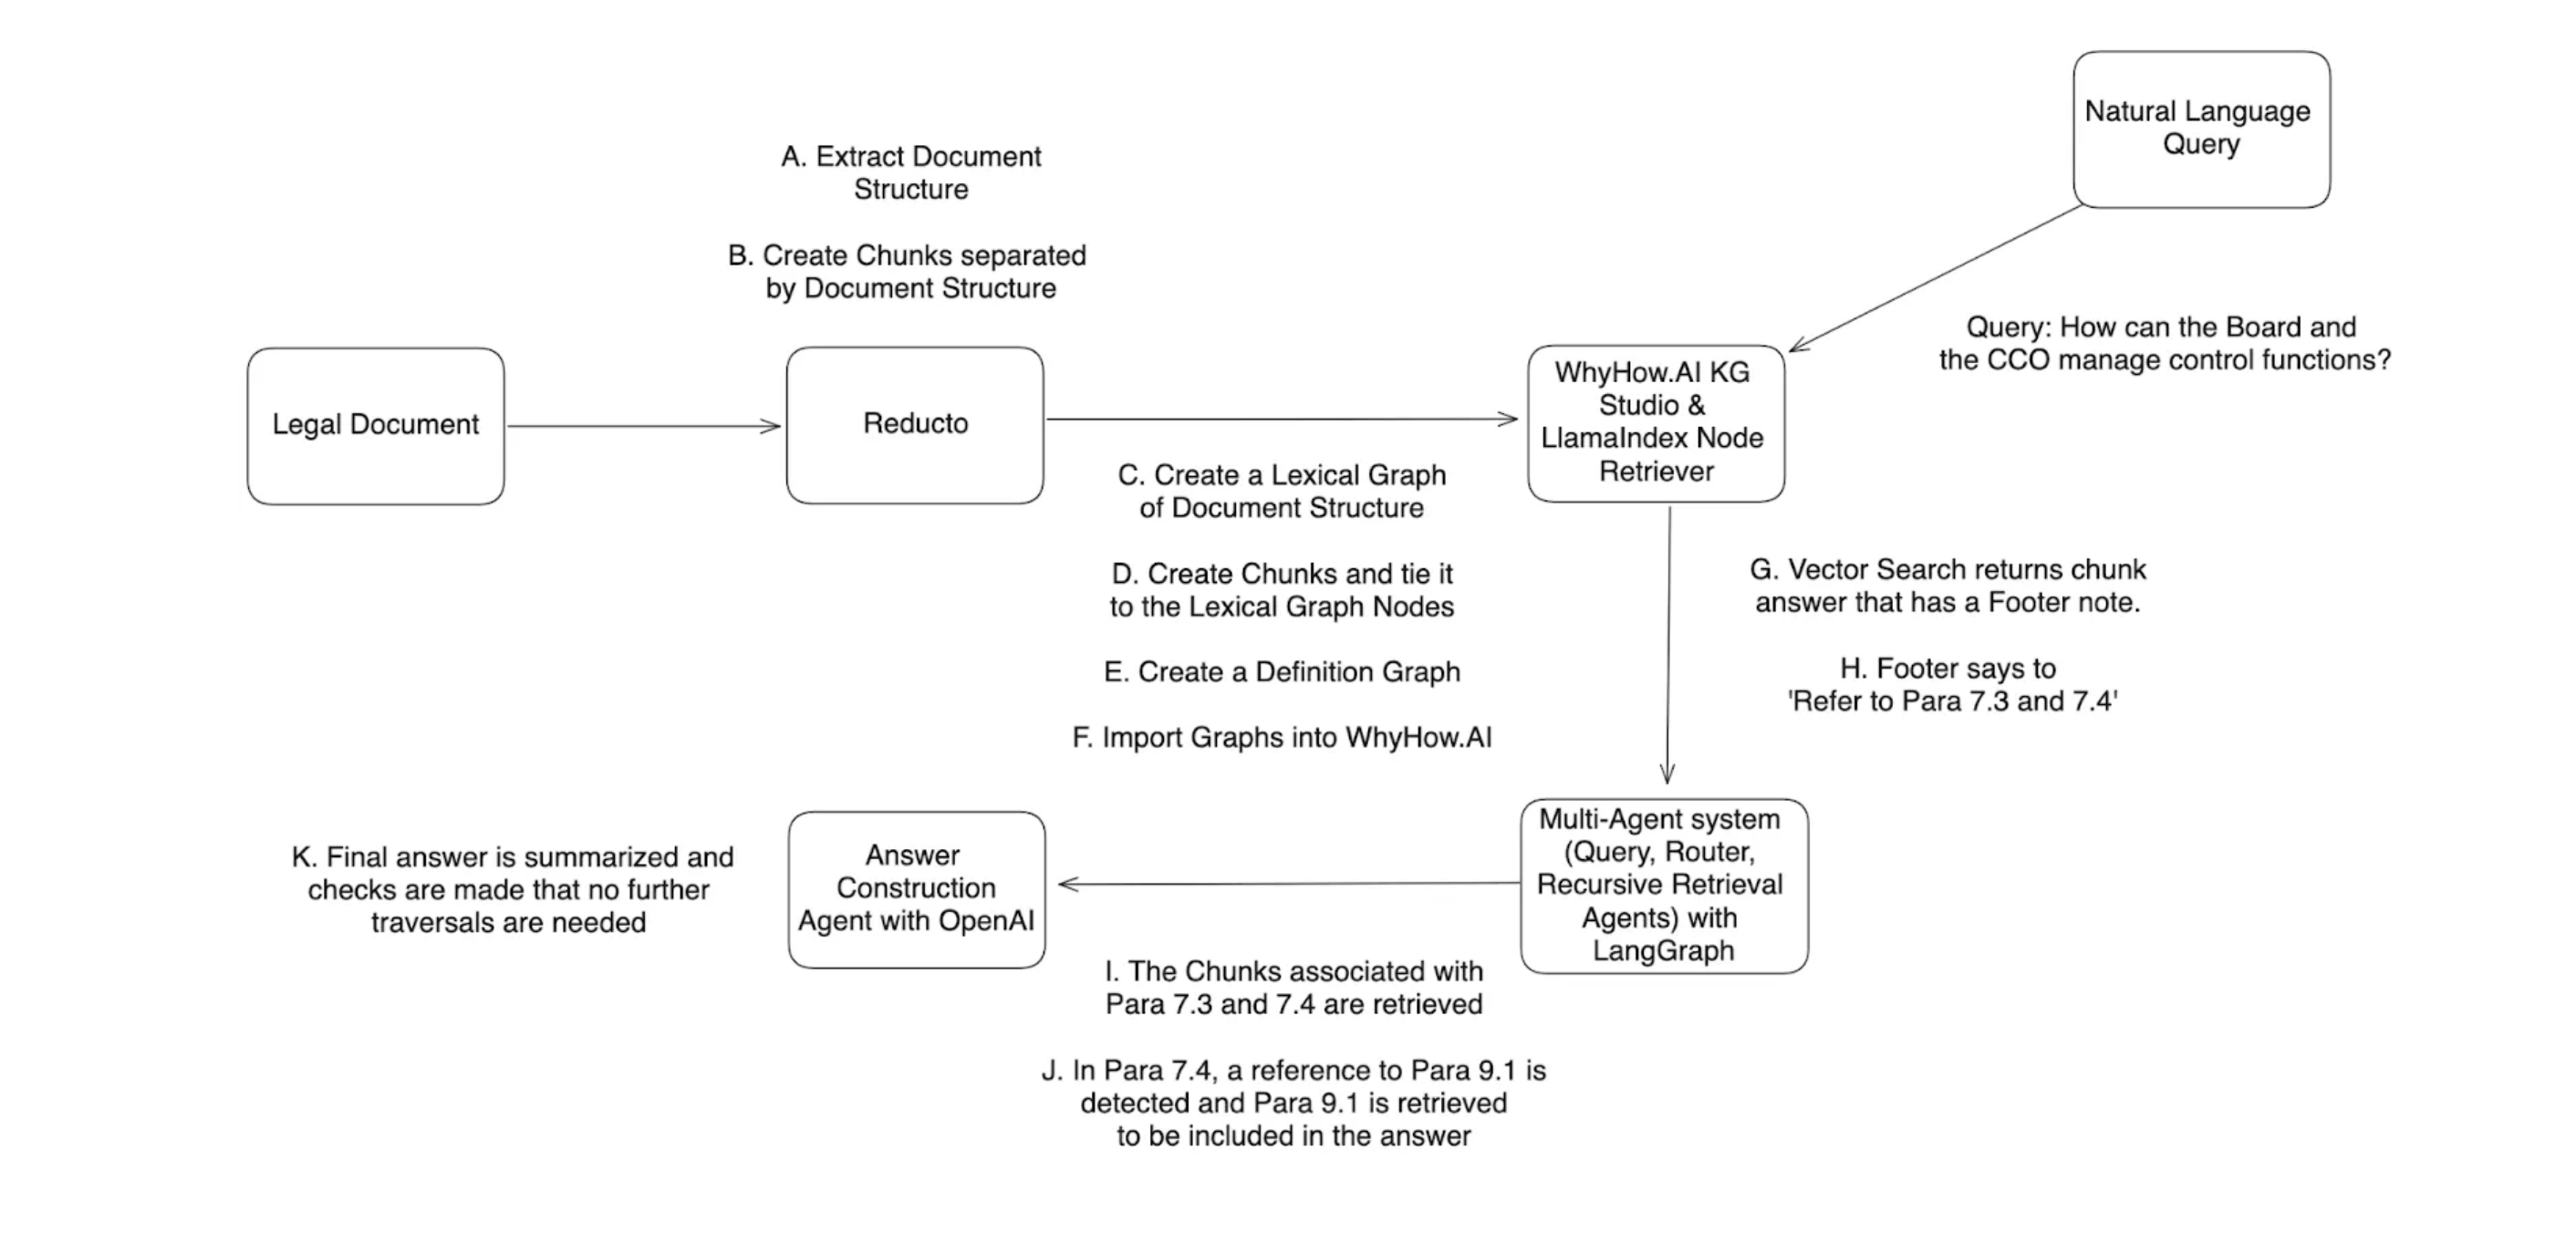 Natural Language
Query
A. Extract Document
Structure
B. Create Chunks separated
by Document Structure
Query: How can the Board and
the CCO manage control functions?
Legal Document
Reducto
WhyHow.AI KG
Studio &
LlamaIndex Node
Retriever
C. Create a Lexical Graph
of Document Structure
D. Create Chunks and tie it
to the Lexical Graph Nodes
E. Create a Definition Graph
F. Import Graphs into WhyHow.AI
G. Vector Search returns chunk
answer that has a Footer note.
H. Footer says to
'Refer to Para 7.3 and 7.4'
Multi-Agent system
(Query, Router,
Recursive Retrieval
Agents) with
LangGraph
I. The Chunks associated with
Para 7.3 and 7.4 are retrieved
J. In Para 7.4, a reference to Para 9.1 is
detected and Para 9.1 is retrieved
to be included in the answer
Answer
Construction
Agent with OpenAI
K. Final answer is summarized and
checks are made that no further
traversals are needed